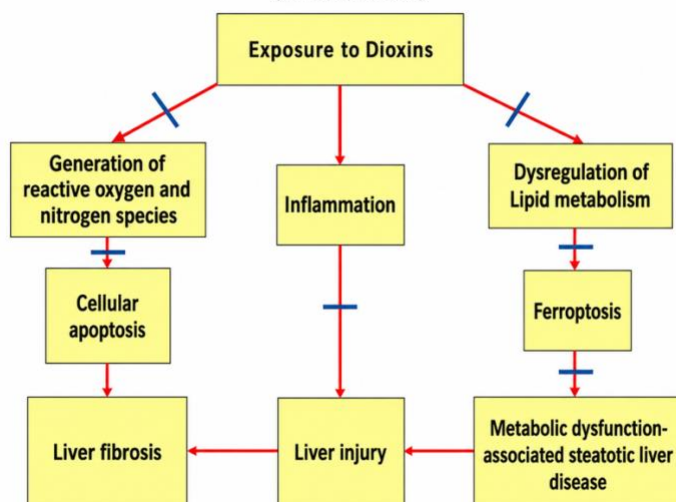 Exposure to Dioxins
Generation of
reactive oxygen and
nitrogen species
Inflammation
Dysregulation of
Lipid metabolism
Cellular
apoptosis
Ferroptosis
Liver fibrosis
Liver injury
Metabolic dysfunction-
associated steatotic liver
disease